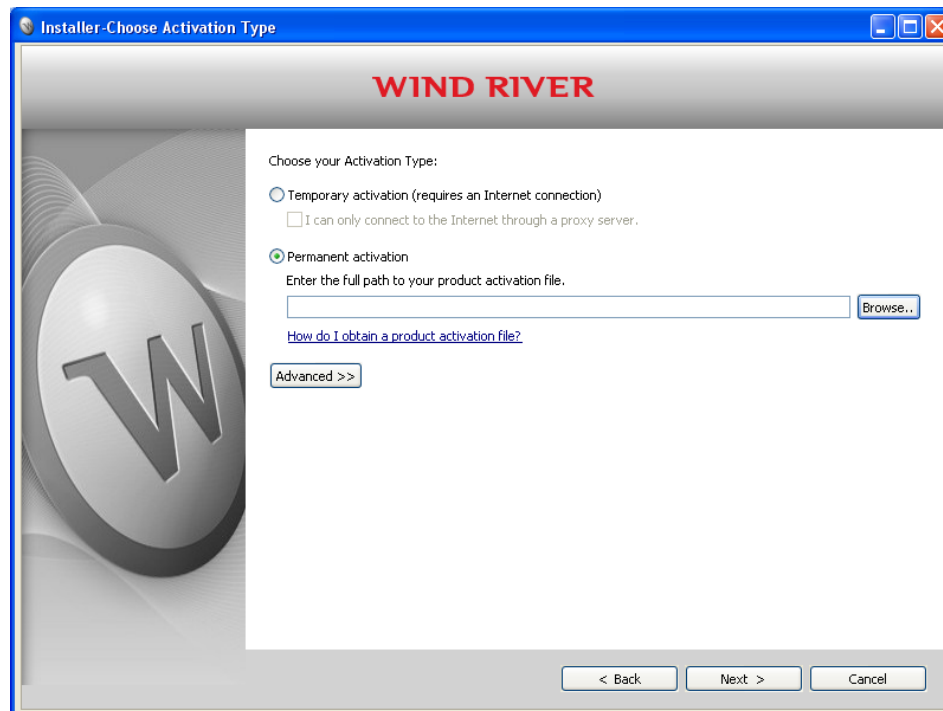 Installer-Choose Activation Type
WIND RIVER
Choose your Activation Type:
Temporary activation (requires an Internet connection)
I can only connect to the Internet through a proxy server.
Permanent activation
Enter the full path to your product activation file.
Browse..
How do I obtain a product activation file?
Advanced >>
W
< Back Next > Cancel